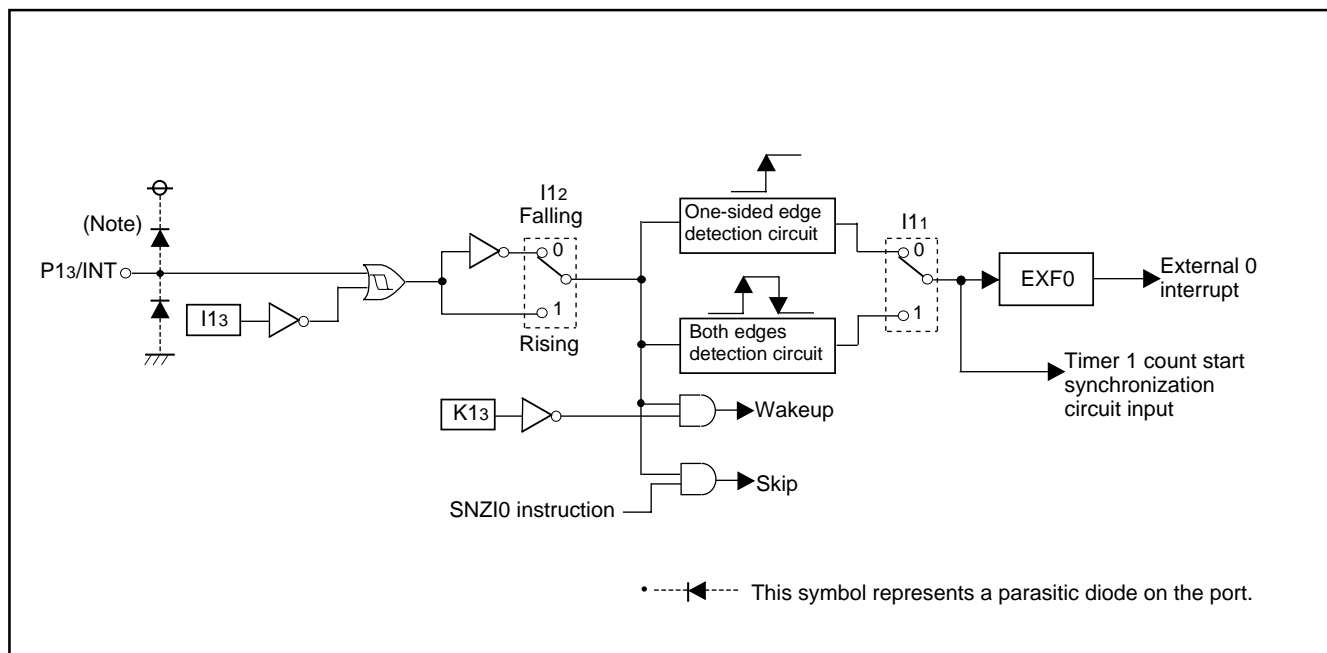 (Note)
P13/INT
I13
I12
Falling
0
1
Rising
One-sided edge
detection circuit
Both edges
detection circuit
I11
0
1
EXF0
External 0
interrupt
Timer 1 count start
synchronization
circuit input
K13
Wakeup
Skip
SNZI0 instruction
• This symbol represents a parasitic diode on the port.